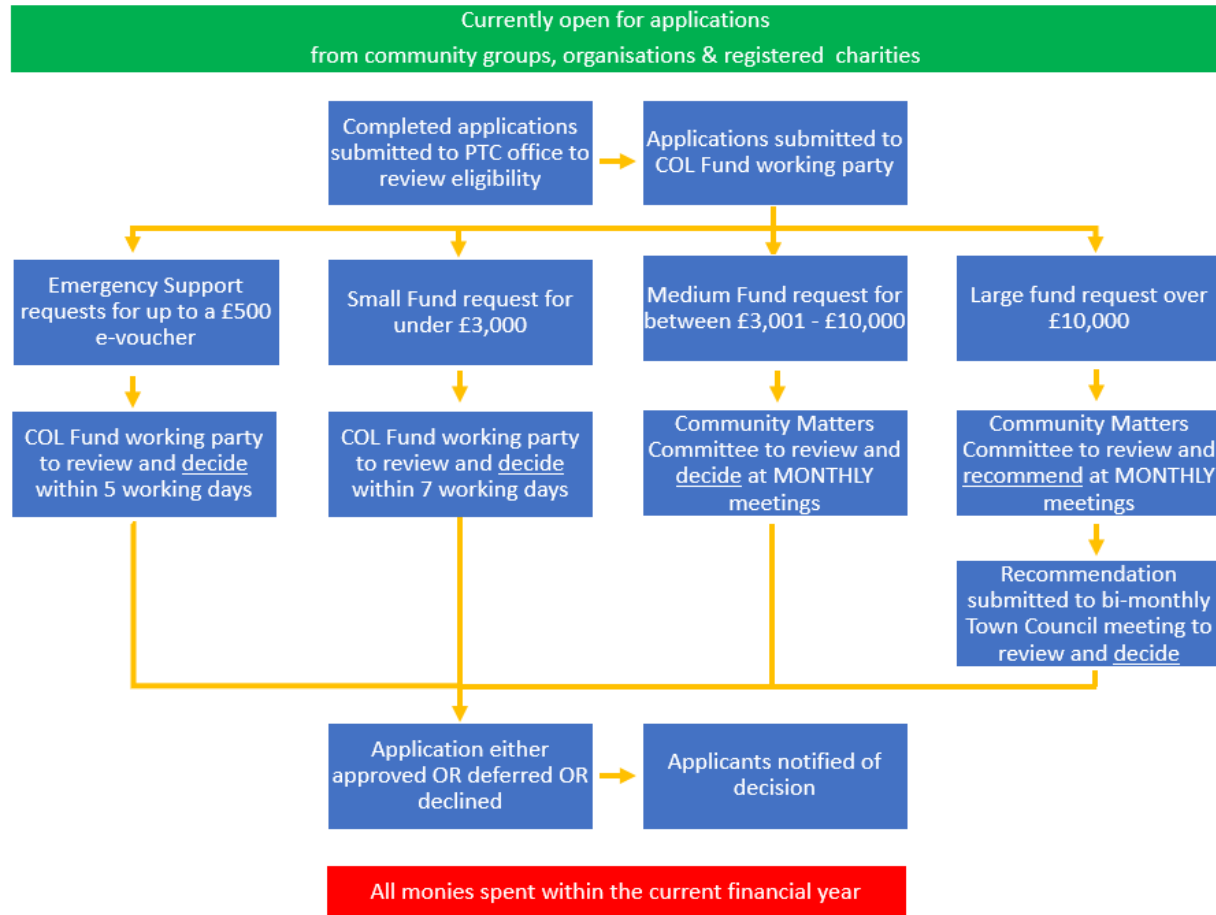 Currently open for applications
from community groups, organisations & registered charities
Completed applications
submitted to PTC office to
review eligibility
Applications submitted to
COL Fund working party
Emergency Support
requests for up to a £500
e-voucher
Small Fund request for
under £3,000
Medium Fund request for
between £3,001 - £10,000
Large fund request over
£10,000
COL Fund working party
to review and decide
within 5 working days
COL Fund working party
to review and decide
within 7 working days
Community Matters
Committee to review and
decide at MONTHLY
meetings
Community Matters
Committee to review and
recommend at MONTHLY
meetings
Recommendation
submitted to bi-monthly
Town Council meeting to
review and decide
Application either
approved OR deferred OR
declined
Applicants notified of
decision
All monies spent within the current financial year